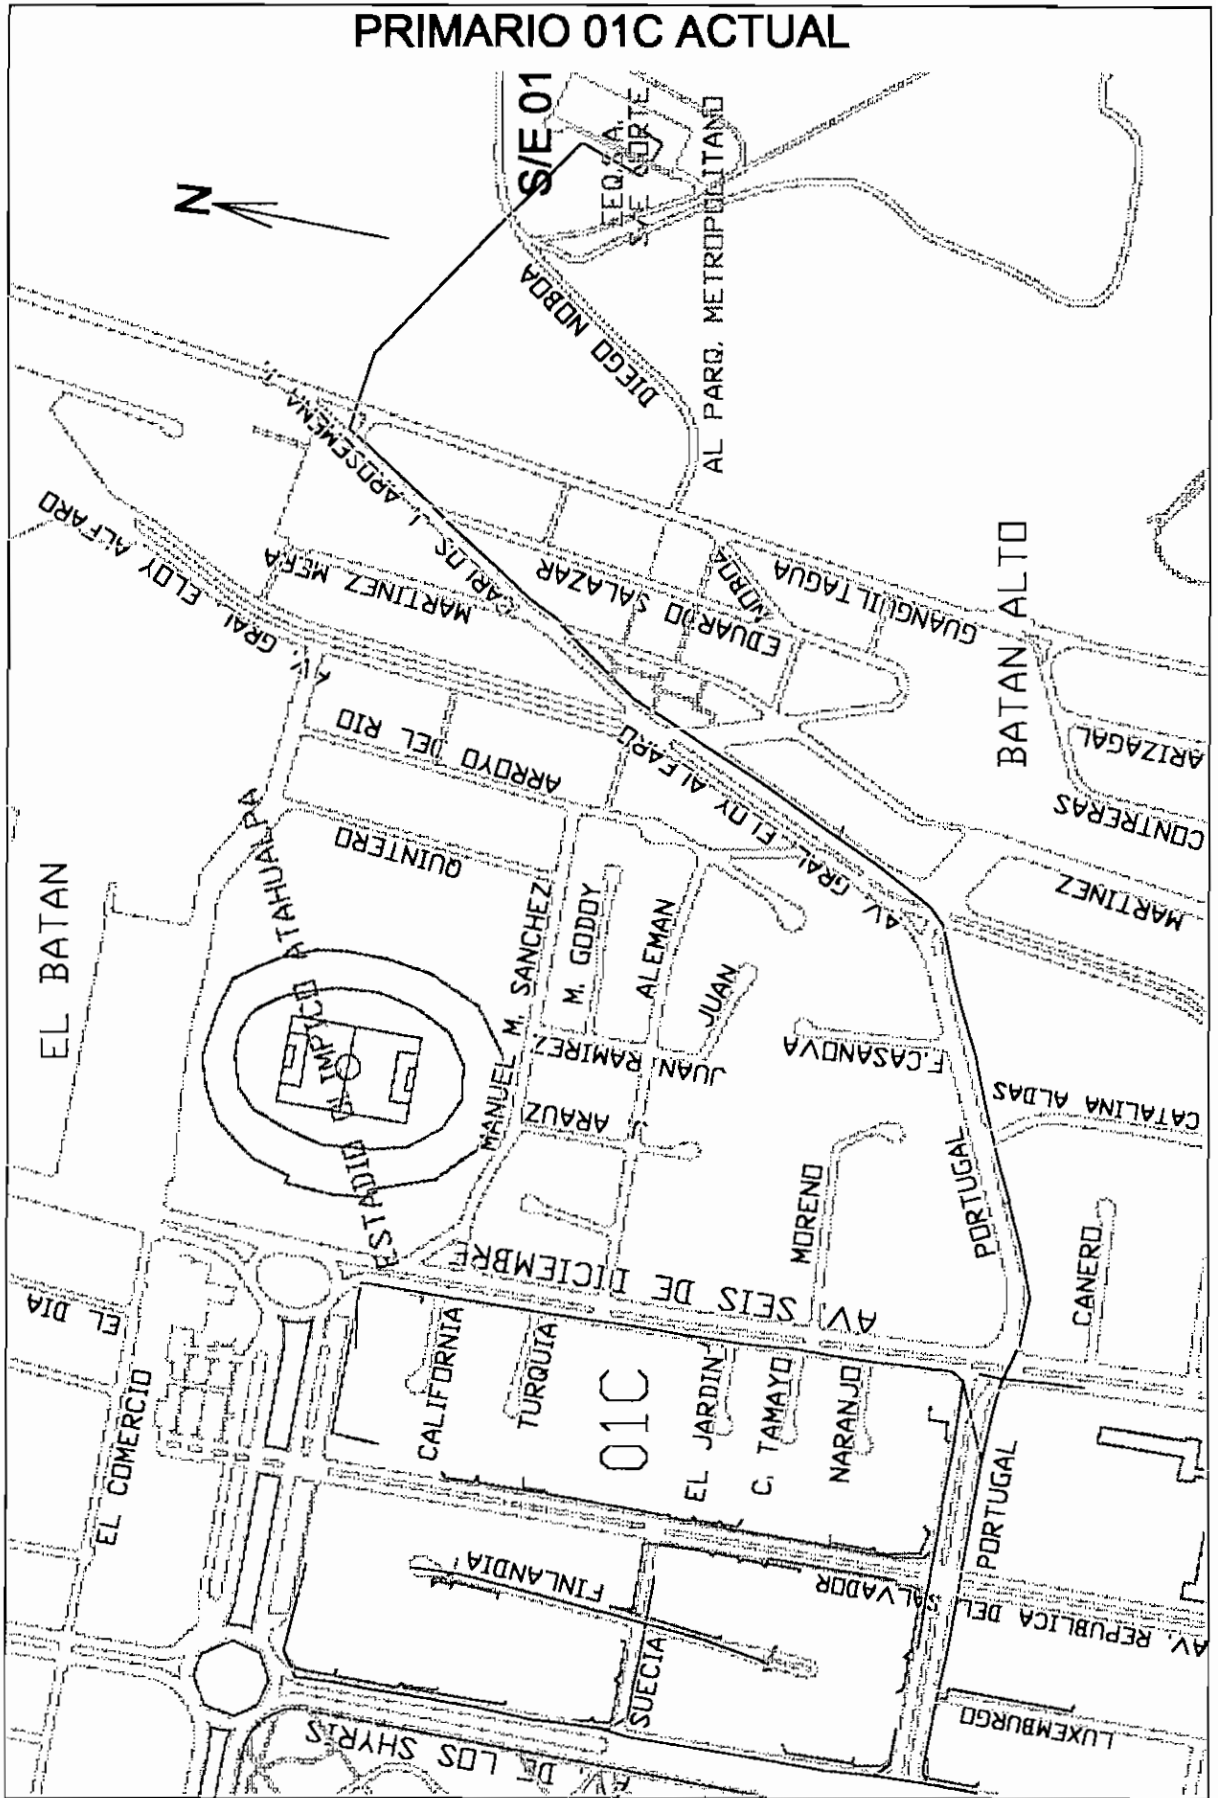 PRIMARIO 01C ACTUAL
S/E 01
EEQ.S.A.
S/E NORTE
AL PARQ. METROPOLITANO
N
DIEGO NOBOA
CARLOS J. AROSEMENA
AV. GRAL. ELOY ALFARO
MARTINEZ MERA
EDUARDO SALAZAR
NOBOA
GUANGUILTAGUA
BATAN ALTO
ARIZAGAL
CONTRERAS
MARTINEZ
ARROYO DEL RIO
QUINTERO
AV. GRAL. ELOY ALFARO
EL BATAN
ESTADIO OLIMPICO ATAHUALPA
MANUEL M. SANCHEZ
M. GODOY
ALEMAN
JUAN
JUAN RAMIREZ
J. ARAUZ
F.CASANOVA
CATALINA ALDAS
PORTUGAL
MORENO
CANERO
AV. SEIS DE DICIEMBRE
EL DIA
EL COMERCIO
CALIFORNIA
TURQUIA
01C
EL JARDIN
C. TAMAYO
NARANJO
PORTUGAL
FINLANDIA
AV. REPUBLICA DEL SALVADOR
SUECIA
LUXEMBURGO
DE LOS SHYRIS